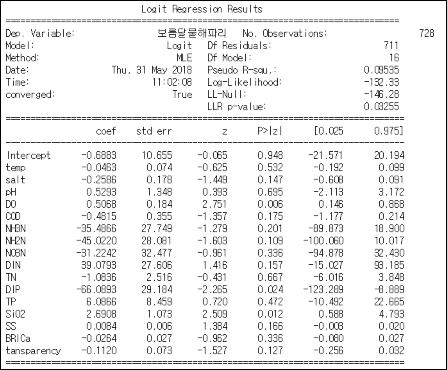 Logit Regression Results
Dep. Variable: 보름달물해파리 No. Observations: 728
Model: Logit Df Residuals: 711
Method: MLE Df Model: 16
Date: Thu, 31 May 2018 Pseudo R-squ.: 0.09535
Time: 11:02:08 Log-Likelihood: -132.33
converged: True LL-Null: -146.28
LLR p-value: 0.03255
coef std err z P>|z| [0.025 0.975]
Intercept -0.6883 10.655 -0.065 0.948 -21.571 20.194
temp -0.0463 0.074 -0.625 0.532 -0.192 0.099
salt -0.2586 0.178 -1.449 0.147 -0.608 0.091
pH 0.5293 1.348 0.393 0.695 -2.113 3.172
DO 0.5068 0.184 2.751 0.006 0.146 0.868
COD -0.4815 0.355 -1.357 0.175 -1.177 0.214
NH3N -35.4866 27.749 -1.279 0.201 -89.873 18.900
NH2N -45.0220 28.081 -1.603 0.109 -100.060 10.017
NO3N -31.2242 32.477 -0.961 0.336 -94.878 32.430
DIN 39.0793 27.606 1.416 0.157 -15.027 93.185
TN -1.0836 2.516 -0.431 0.667 -6.016 3.848
DIP -66.0893 29.184 -2.265 0.024 -123.289 -8.889
TP 6.0866 8.459 0.720 0.472 -10.492 22.665
SiO2 2.6908 1.073 2.509 0.012 0.588 4.793
SS 0.0084 0.006 1.384 0.166 -0.003 0.020
BRICa -0.0264 0.027 -0.962 0.336 -0.080 0.027
tansparency -0.1120 0.073 -1.527 0.127 -0.256 0.032